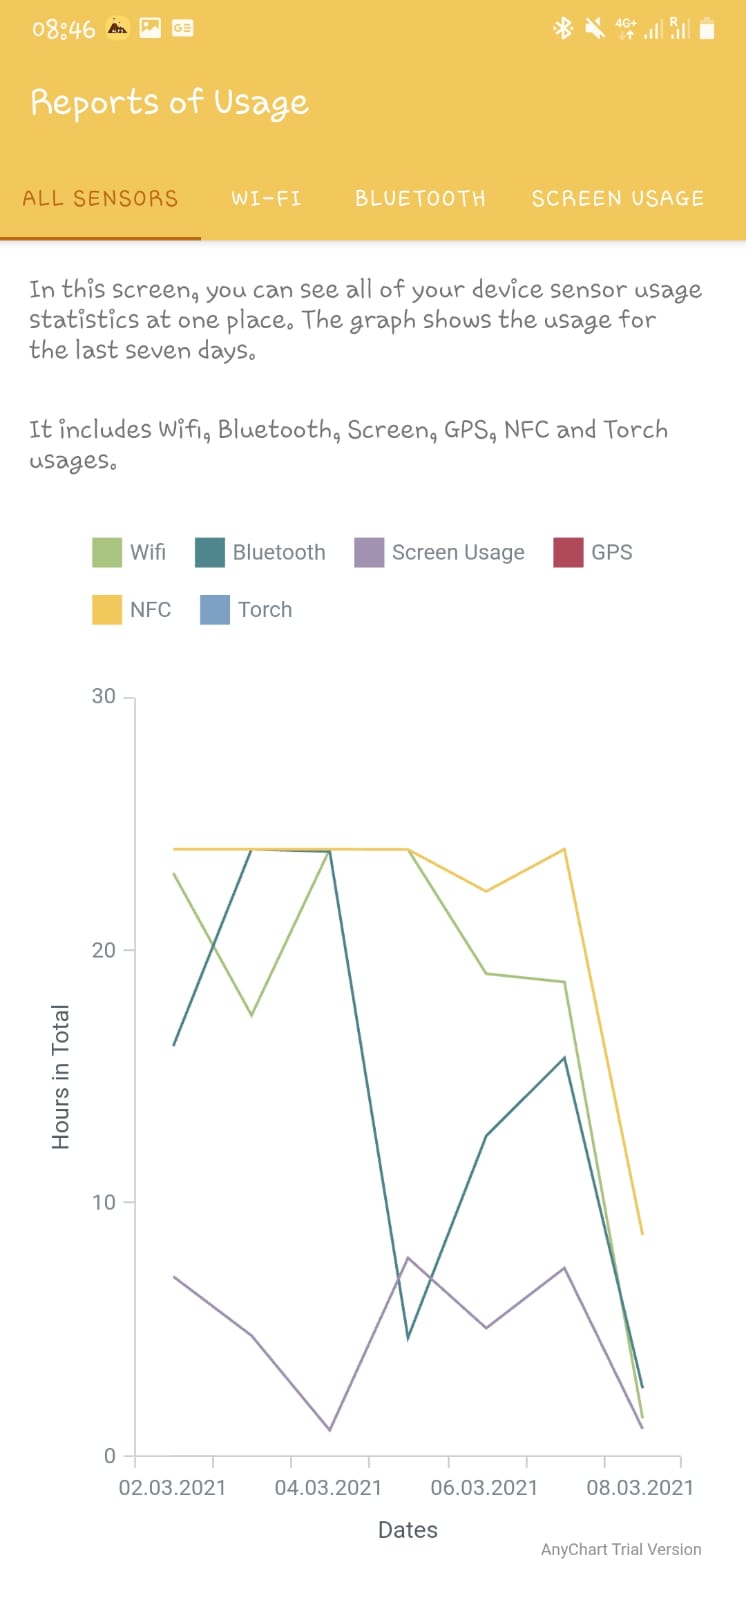 08:46 GE 4G+ R
Reports of Usage
ALL SENSORS WI-FI BLUETOOTH SCREEN USAGE
In this screen, you can see all of your device sensor usage
statistics at one place. The graph shows the usage for
the last seven days.
It includes Wifi, Bluetooth, Screen, GPS, NFC and Torch
usages.
Wifi Bluetooth Screen Usage GPS
NFC Torch
30
20
10
0
Hours in Total
02.03.2021 04.03.2021 06.03.2021 08.03.2021
Dates
AnyChart Trial Version